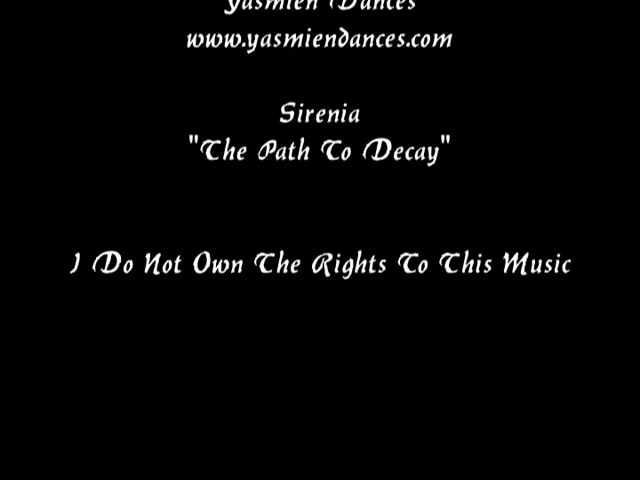 Yasmien Dances
www.yasmiendances.com
Sirenia
"The Path To Decay"
I Do Not Own The Rights To This Music